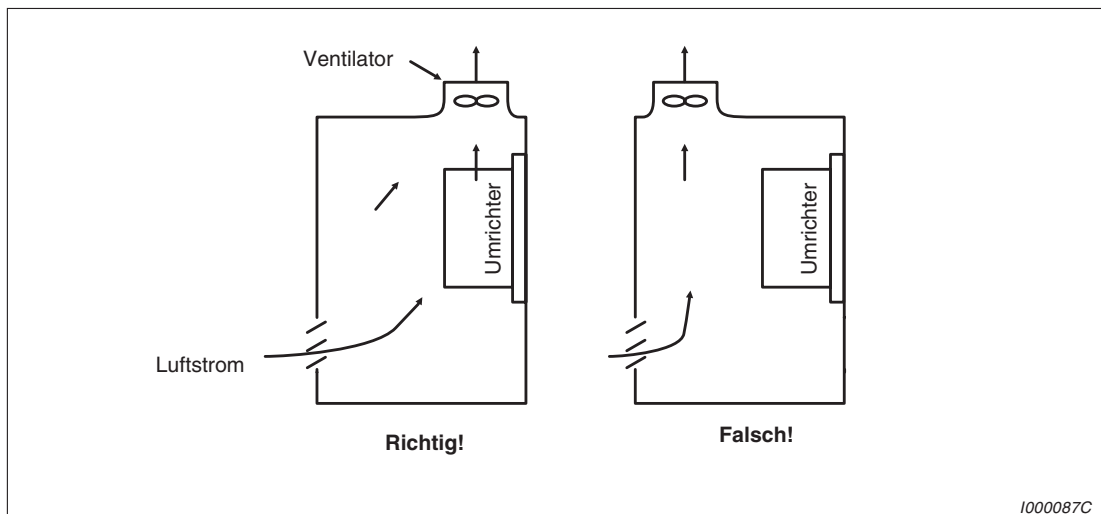 Ventilator
Umrichter
Umrichter
Luftstrom
Richtig!
Falsch!
I000087C